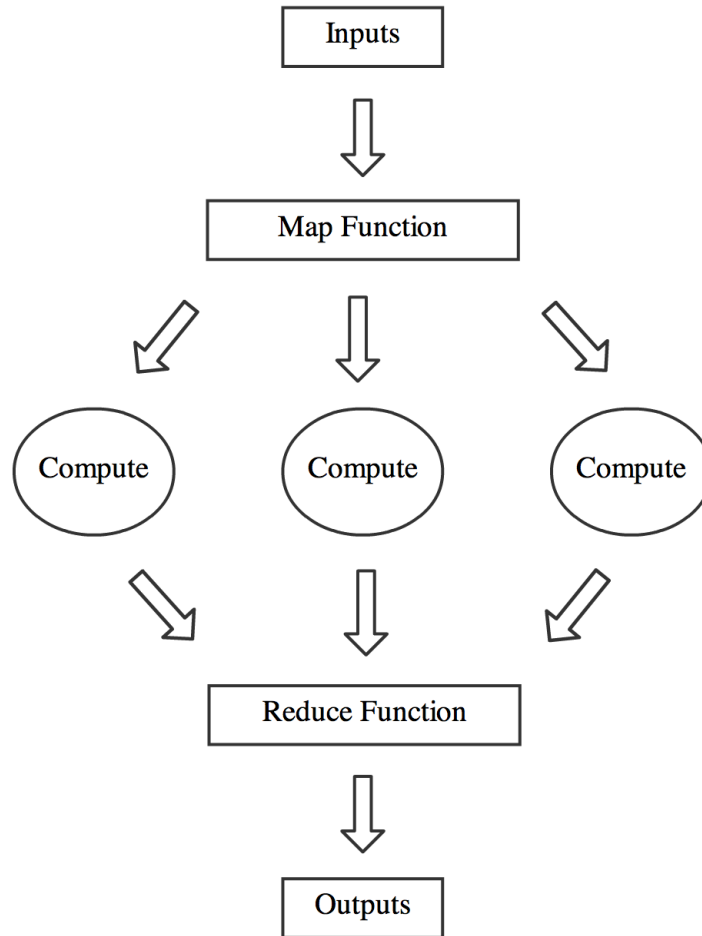 Inputs
Map Function
Compute
Compute
Compute
Reduce Function
Outputs